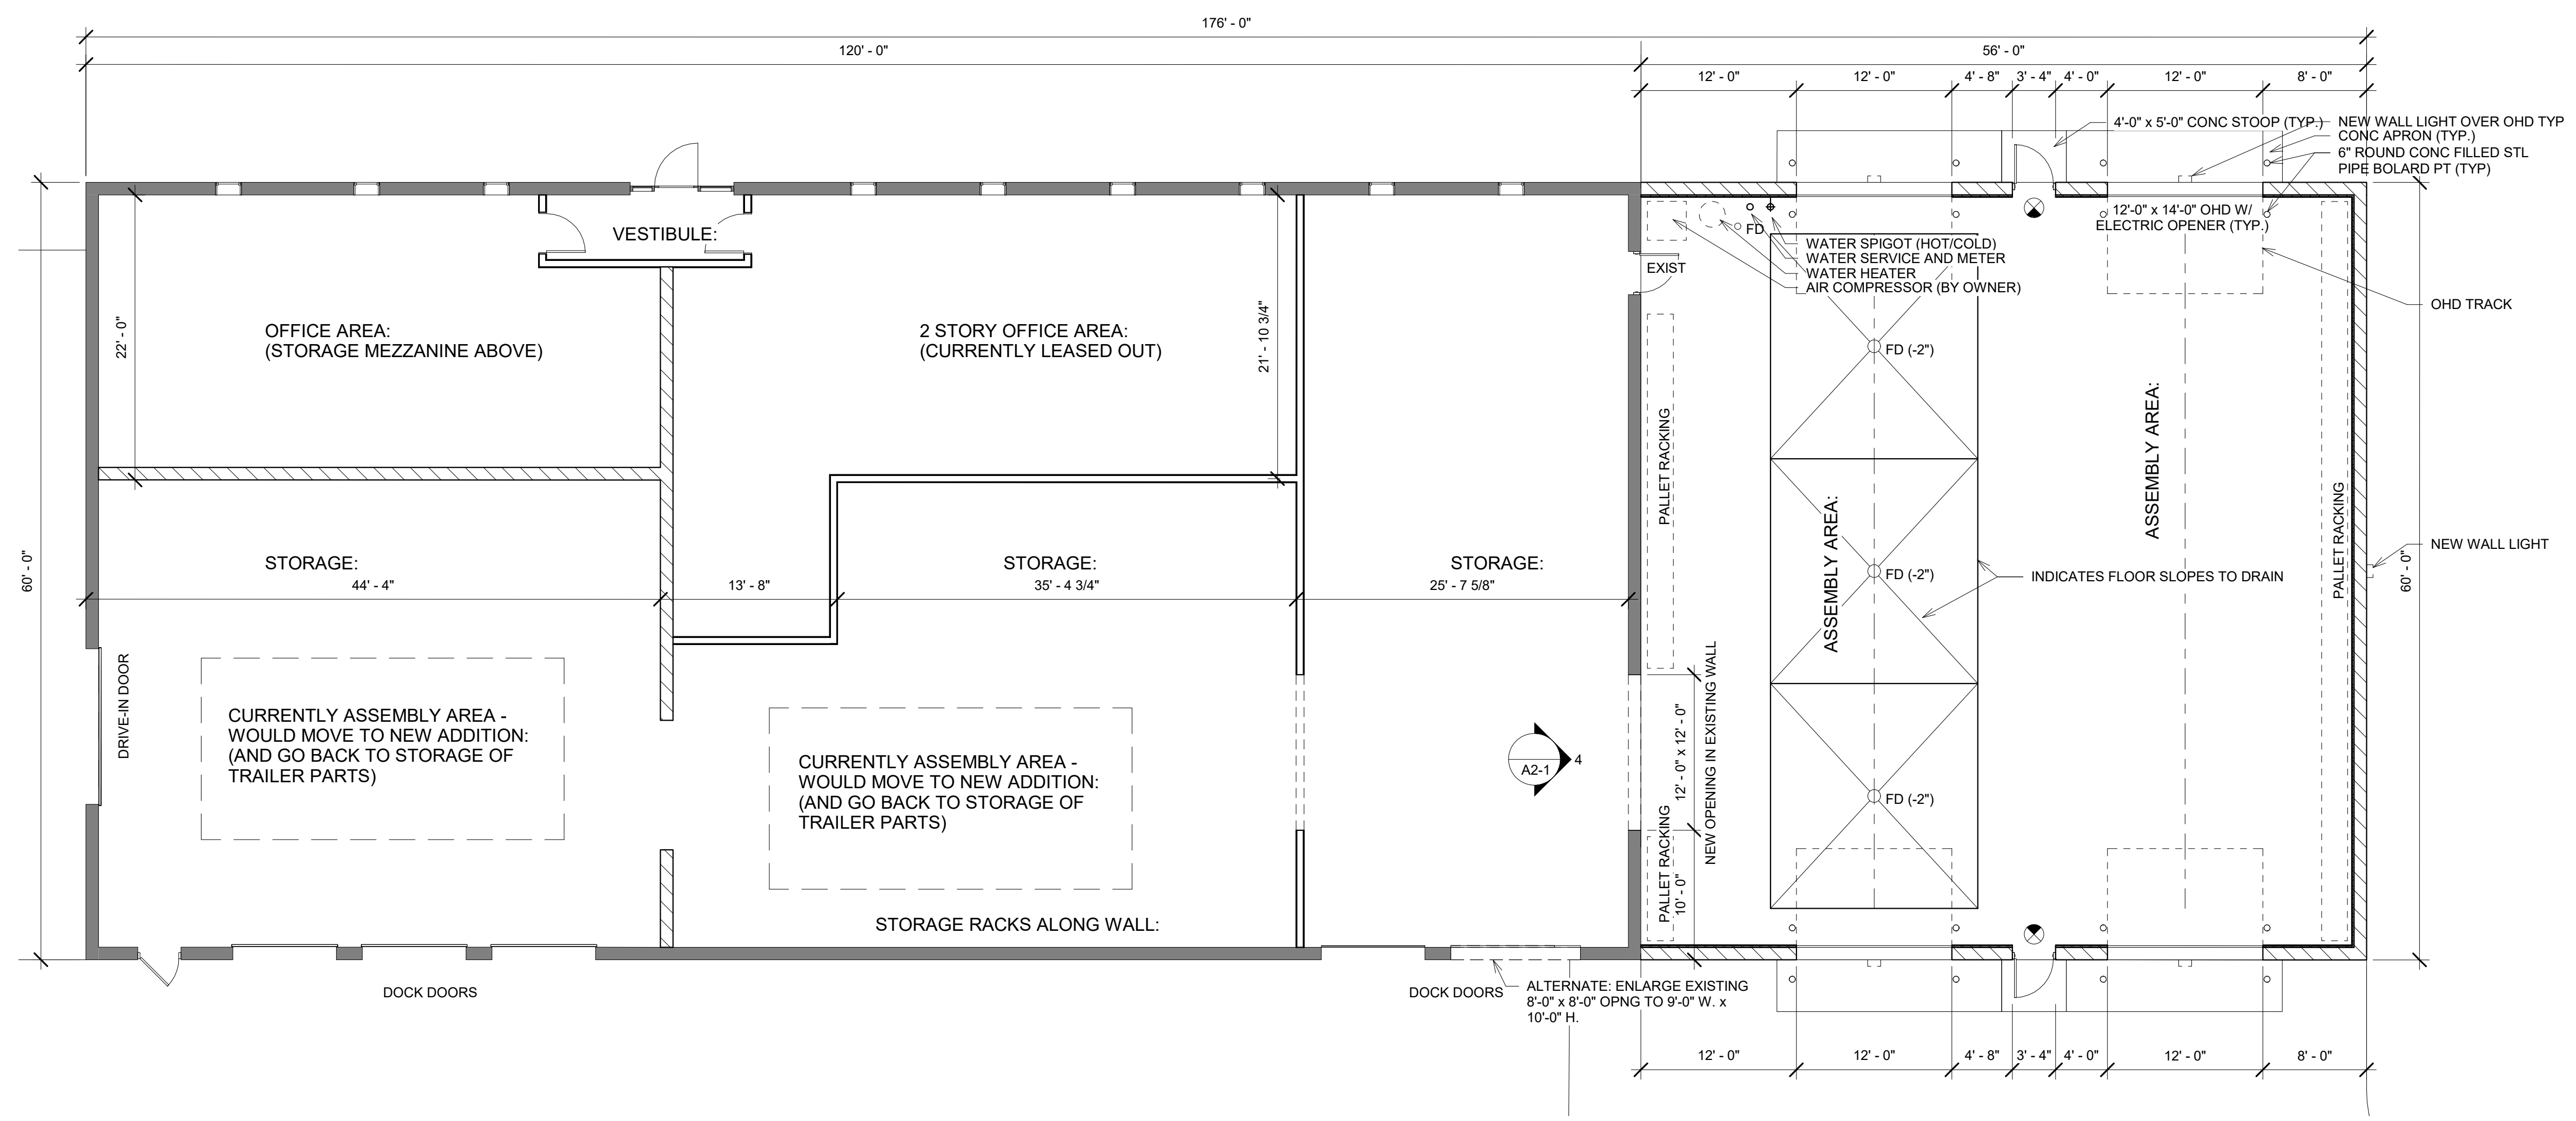 176' - 0"
120' - 0"
56' - 0"
12' - 0"
12' - 0"
4' - 8"
3' - 4"
4' - 0"
12' - 0"
8' - 0"
4'-0" x 5'-0" CONC STOOP (TYP.)
NEW WALL LIGHT OVER OHD TYP
CONC APRON (TYP.)
6" ROUND CONC FILLED STL
PIPE BOLARD PT (TYP)
12'-0" x 14'-0" OHD W/
ELECTRIC OPENER (TYP.)
VESTIBULE:
FD
WATER SPIGOT (HOT/COLD)
WATER SERVICE AND METER
WATER HEATER
AIR COMPRESSOR (BY OWNER)
EXIST
OHD TRACK
22' - 0"
OFFICE AREA:
(STORAGE MEZZANINE ABOVE)
2 STORY OFFICE AREA:
(CURRENTLY LEASED OUT)
21' - 10 3/4"
FD (-2")
PALLET RACKING
ASSEMBLY AREA:
ASSEMBLY AREA:
PALLET RACKING
NEW WALL LIGHT
60' - 0"
60' - 0"
STORAGE:
44' - 4"
13' - 8"
STORAGE:
35' - 4 3/4"
STORAGE:
25' - 7 5/8"
FD (-2")
INDICATES FLOOR SLOPES TO DRAIN
DRIVE-IN DOOR
CURRENTLY ASSEMBLY AREA -
WOULD MOVE TO NEW ADDITION:
(AND GO BACK TO STORAGE OF
TRAILER PARTS)
CURRENTLY ASSEMBLY AREA -
WOULD MOVE TO NEW ADDITION:
(AND GO BACK TO STORAGE OF
TRAILER PARTS)
A2-1
4
12' - 0" x 12' - 0"
NEW OPENING IN EXISTING WALL
FD (-2")
PALLET RACKING
10' - 0"
STORAGE RACKS ALONG WALL:
DOCK DOORS
DOCK DOORS
ALTERNATE: ENLARGE EXISTING
8'-0" x 8'-0" OPNG TO 9'-0" W. x
10'-0" H.
12' - 0"
12' - 0"
4' - 8"
3' - 4"
4' - 0"
12' - 0"
8' - 0"